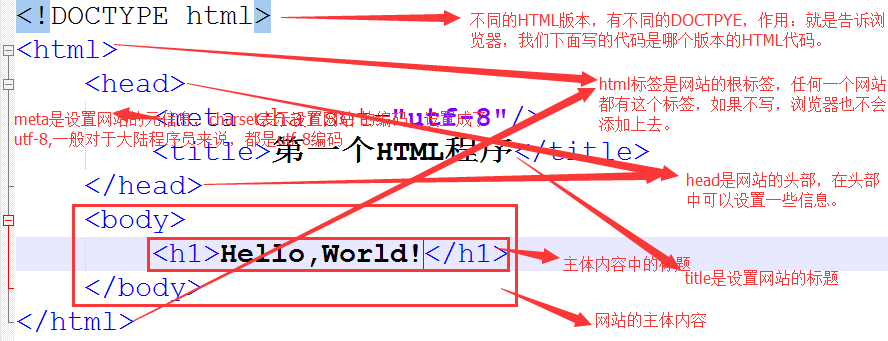 <!DOCTYPE html>
不同的HTML版本，有不同的DOCTPYE，作用：就是告诉浏
览器，我们下面写的代码是哪个版本的HTML代码。
<html>
html标签是网站的根标签，任何一个网站
都有这个标签，如果不写，浏览器也不会
添加上去。
<head>
<meta charset="utf-8"/>
meta是设置网站的
utf-8,一般对于大陆程序员来说，都是utf-8编码
<title>第一个HTML程序</title>
</head>
head是网站的头部，在头部
中可以设置一些信息。
<body>
<h1>Hello,World!</h1>
主体内容中的标题
title是设置网站的标题
</body>
网站的主体内容
</html>